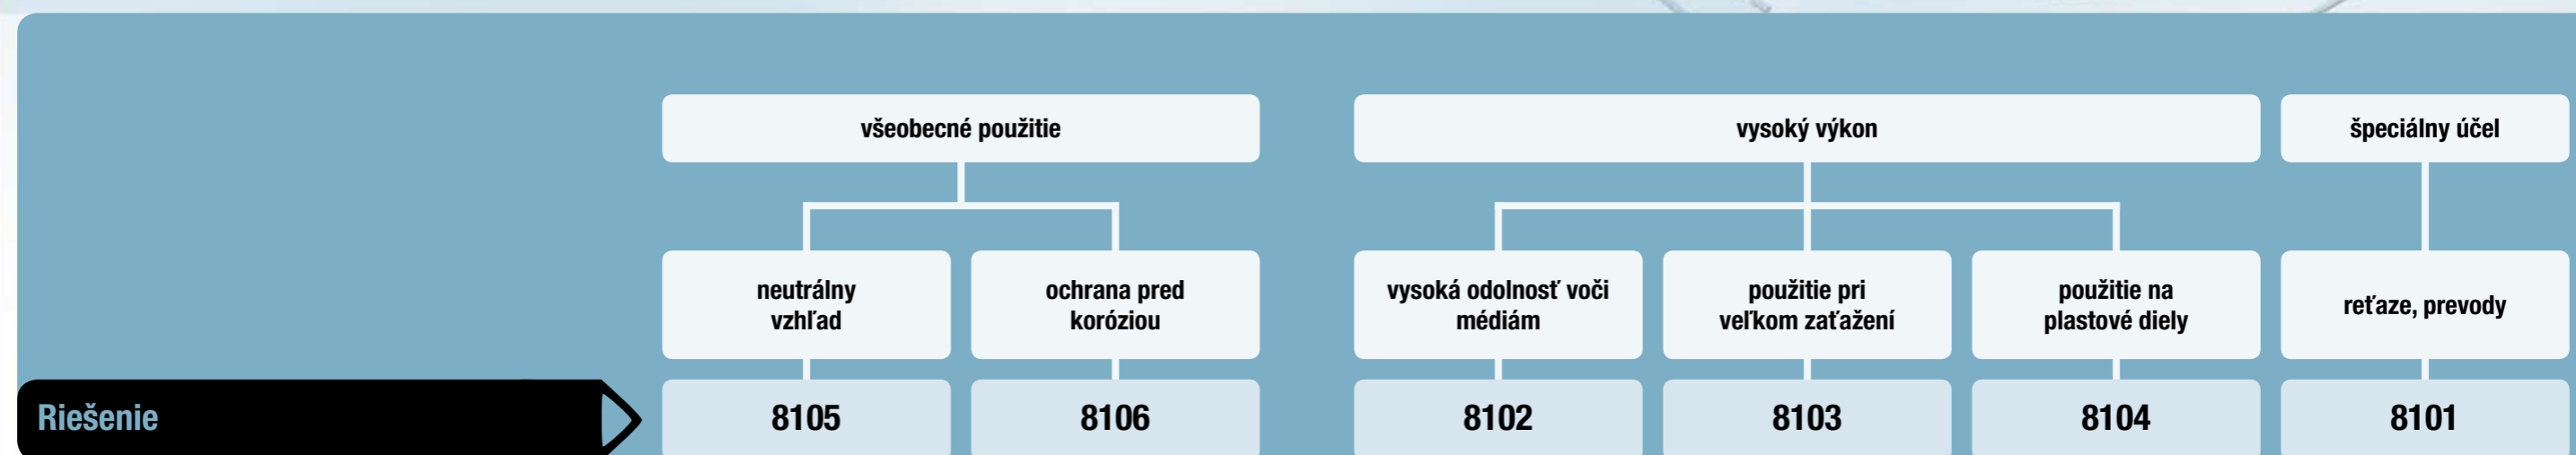 všeobecné použitie
vysoký výkon
špeciálny účel
neutrálny
vzhľad
ochrana pred
koróziou
vysoká odolnosť voči
médiám
použitie pri
veľkom zaťažení
použitie na
plastové diely
reťaze, prevody
Riešenie
8105
8106
8102
8103
8104
8101